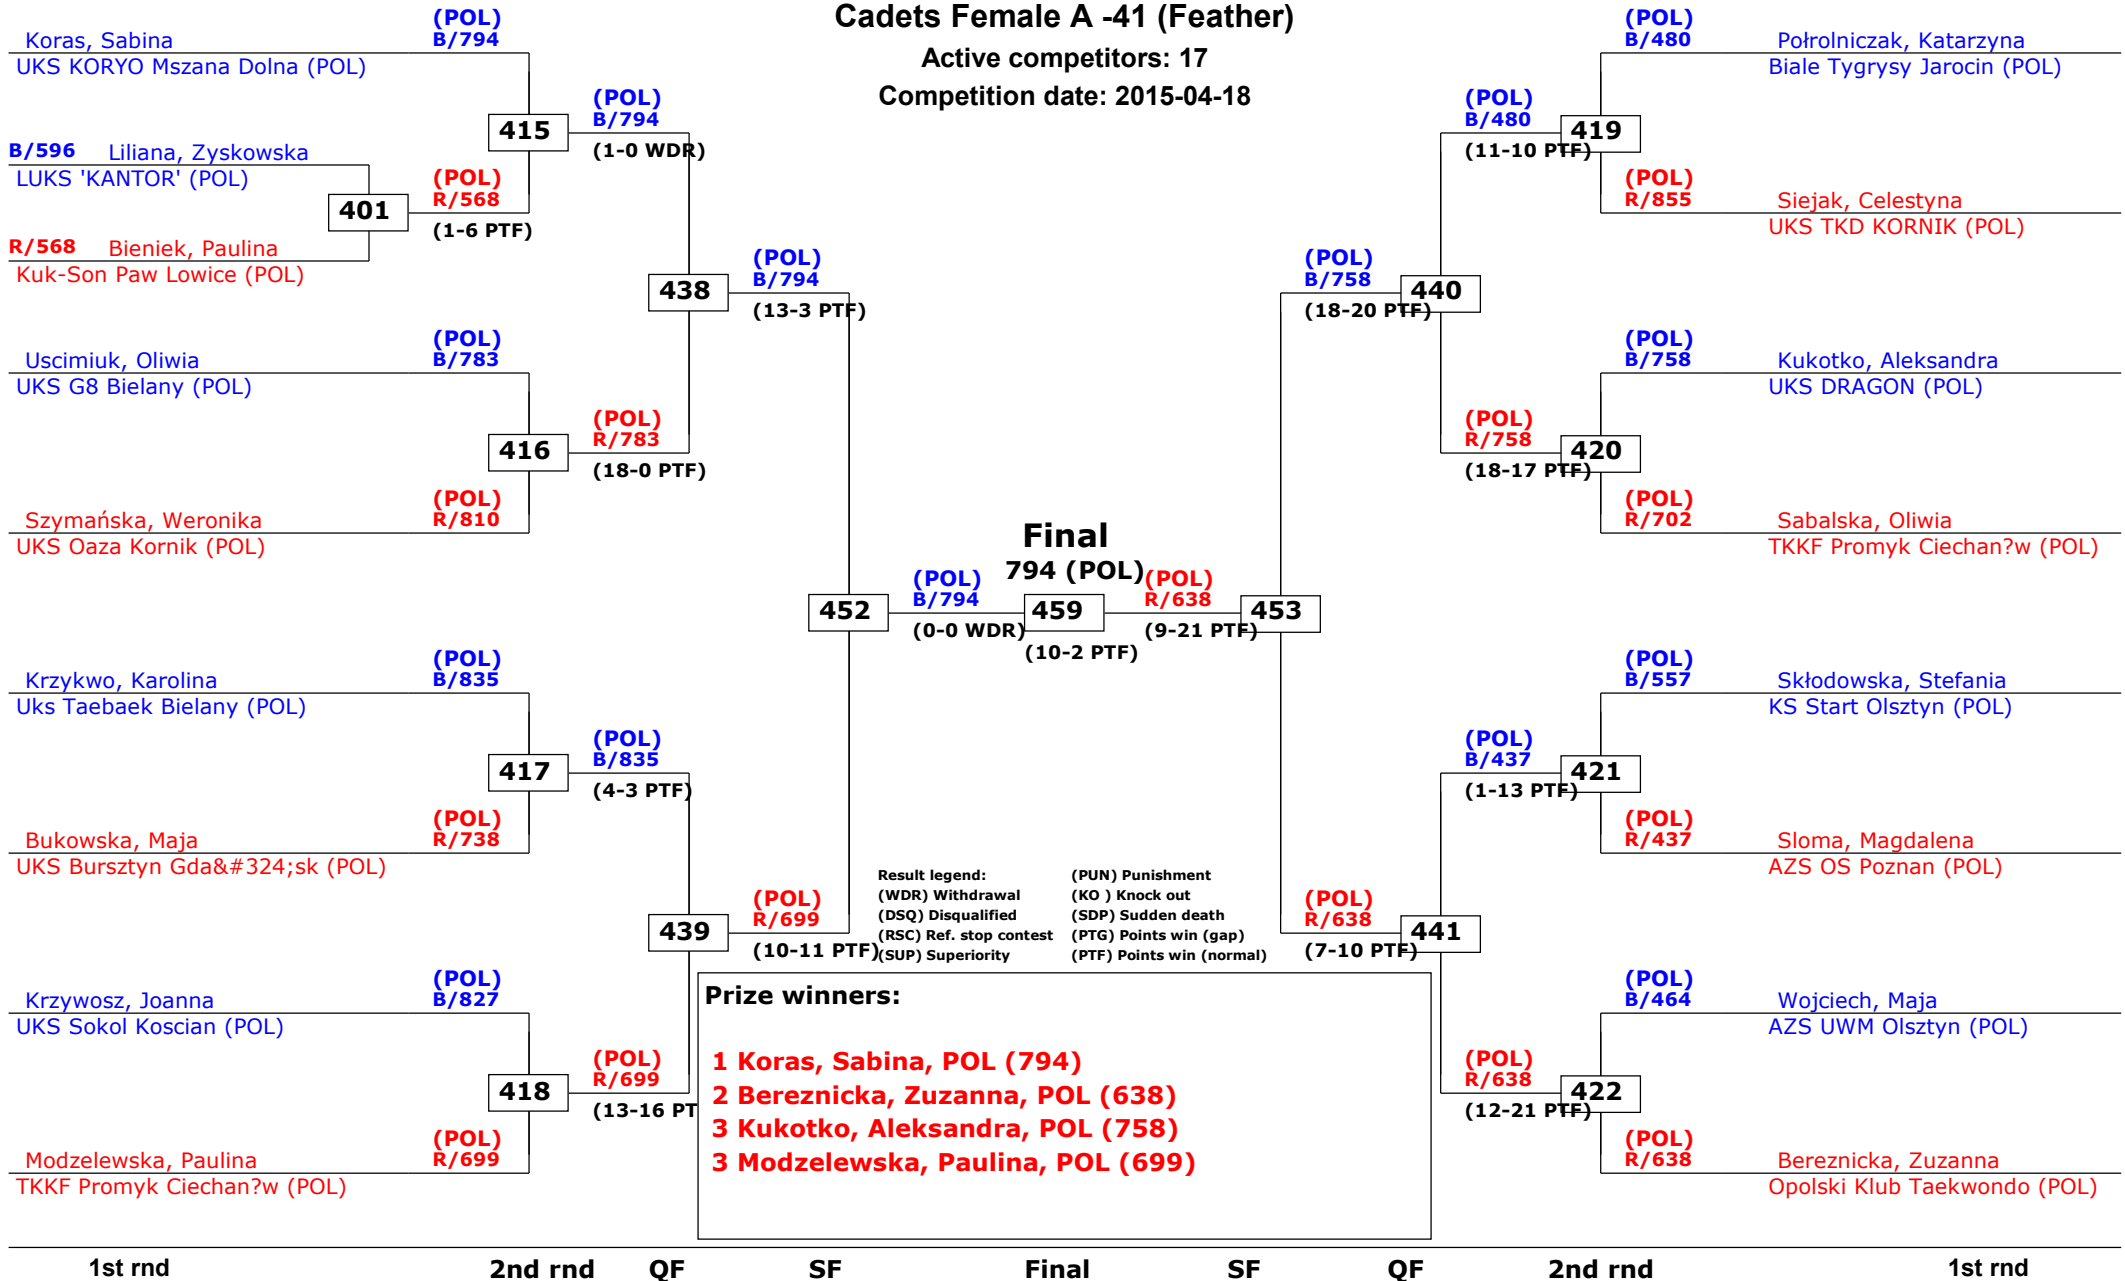 Cadets Female A -41 (Feather)
Active competitors: 17
Competition date: 2015-04-18
(POL)
Koras, Sabina B/794
UKS KORYO Mszana Dolna (POL)
(POL)
415 B/794
(1-0 WDR)
B/596 Liliana, Zyskowska
LUKS 'KANTOR' (POL)
(POL)
401 R/568
(1-6 PTF)
R/568 Bieniek, Paulina
Kuk-Son Paw Lowice (POL)
(POL)
438 B/794
(13-3 PTF)
(POL)
Uscimiuk, Oliwia B/783
UKS G8 Bielany (POL)
(POL)
416 R/783
(18-0 PTF)
(POL)
Szymańska, Weronika R/810
UKS Oaza Kornik (POL)
(POL)
452 B/794
(0-0 WDR)
(POL)
Krzykwo, Karolina B/835
Uks Taebaek Bielany (POL)
(POL)
417 B/835
(4-3 PTF)
(POL)
Bukowska, Maja R/738
UKS Bursztyn Gda&#324;sk (POL)
(POL)
439 R/699
(10-11 PTF)
(POL)
Krzywosz, Joanna B/827
UKS Sokol Koscian (POL)
(POL)
418 R/699
(13-16 PT
(POL)
Modzelewska, Paulina R/699
TKKF Promyk Ciechan?w (POL)
Final
794 (POL)
459
(10-2 PTF)
(POL)
B/480 Połrolniczak, Katarzyna
Biale Tygrysy Jarocin (POL)
(POL)
B/480 419
(11-10 PTF)
(POL)
R/855 Siejak, Celestyna
UKS TKD KORNIK (POL)
(POL)
B/758 440
(18-20 PTF)
(POL)
B/758 Kukotko, Aleksandra
UKS DRAGON (POL)
(POL)
R/758 420
(18-17 PTF)
(POL)
R/702 Sabalska, Oliwia
TKKF Promyk Ciechan?w (POL)
(POL)
R/638 453
(9-21 PTF)
(POL)
B/557 Skłodowska, Stefania
KS Start Olsztyn (POL)
(POL)
B/437 421
(1-13 PTF)
(POL)
R/437 Sloma, Magdalena
AZS OS Poznan (POL)
(POL)
R/638 441
(7-10 PTF)
(POL)
B/464 Wojciech, Maja
AZS UWM Olsztyn (POL)
(POL)
R/638 422
(12-21 PTF)
(POL)
R/638 Bereznicka, Zuzanna
Opolski Klub Taekwondo (POL)
Result legend: (PUN) Punishment
(WDR) Withdrawal (KO ) Knock out
(DSQ) Disqualified (SDP) Sudden death
(RSC) Ref. stop contest (PTG) Points win (gap)
(SUP) Superiority (PTF) Points win (normal)
Prize winners:
1 Koras, Sabina, POL (794)
2 Bereznicka, Zuzanna, POL (638)
3 Kukotko, Aleksandra, POL (758)
3 Modzelewska, Paulina, POL (699)
1st rnd 2nd rnd QF SF Final SF QF 2nd rnd 1st rnd